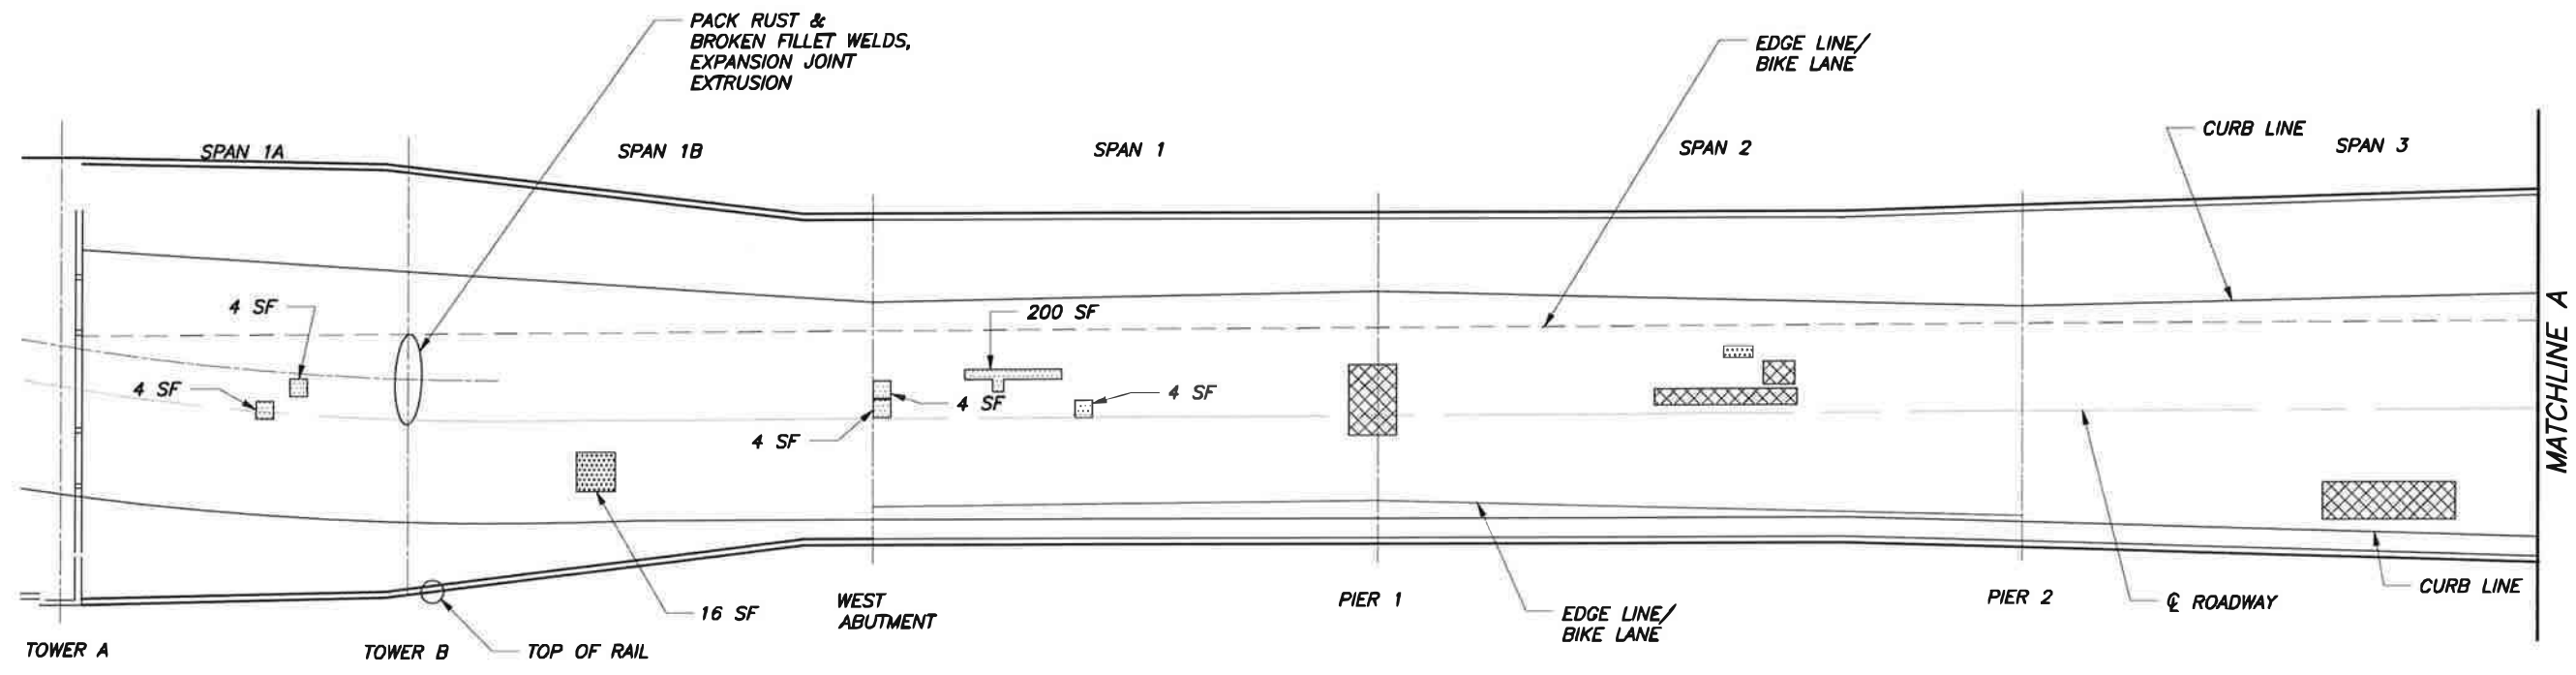 PACK RUST &
BROKEN FILLET WELDS,
EXPANSION JOINT
EXTRUSION
EDGE LINE/
BIKE LANE
CURB LINE
SPAN 1A
SPAN 1B
SPAN 1
SPAN 2
SPAN 3
4 SF
200 SF
4 SF
4 SF
4 SF
4 SF
16 SF
MATCHLINE A
WEST
ABUTMENT
PIER 1
EDGE LINE/
BIKE LANE
PIER 2
℄ ROADWAY
CURB LINE
TOWER A
TOWER B
TOP OF RAIL